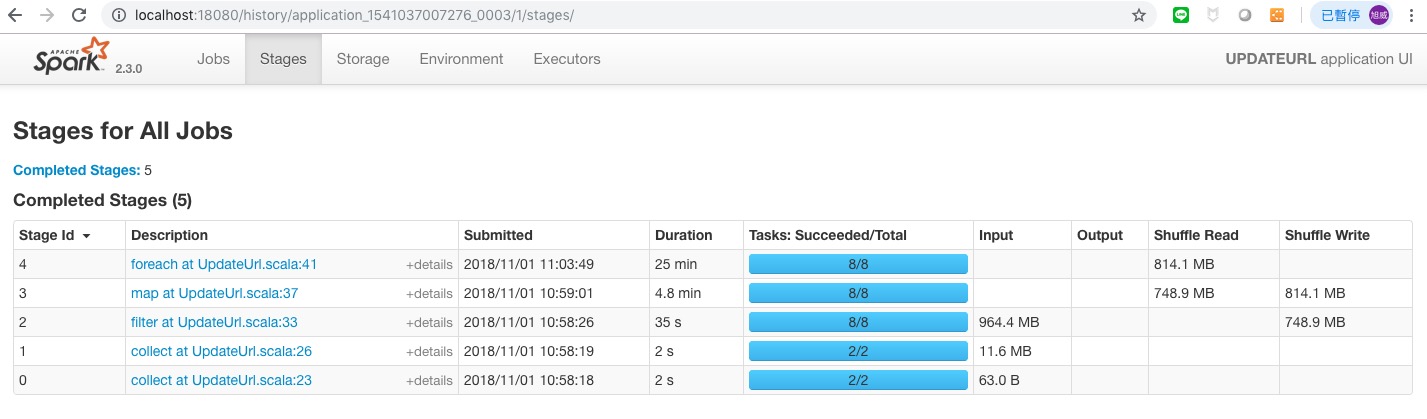 localhost:18080/history/application_1541037007276_0003/1/stages/
已暫停 旭威
APACHE Spark 2.3.0 Jobs Stages Storage Environment Executors UPDATEURL application UI
Stages for All Jobs
Completed Stages: 5
Completed Stages (5)
Stage Id Description Submitted Duration Tasks: Succeeded/Total Input Output Shuffle Read Shuffle Write
4 foreach at UpdateUrl.scala:41 +details 2018/11/01 11:03:49 25 min 8/8 814.1 MB
3 map at UpdateUrl.scala:37 +details 2018/11/01 10:59:01 4.8 min 8/8 748.9 MB 814.1 MB
2 filter at UpdateUrl.scala:33 +details 2018/11/01 10:58:26 35 s 8/8 964.4 MB 748.9 MB
1 collect at UpdateUrl.scala:26 +details 2018/11/01 10:58:19 2 s 2/2 11.6 MB
0 collect at UpdateUrl.scala:23 +details 2018/11/01 10:58:18 2 s 2/2 63.0 B